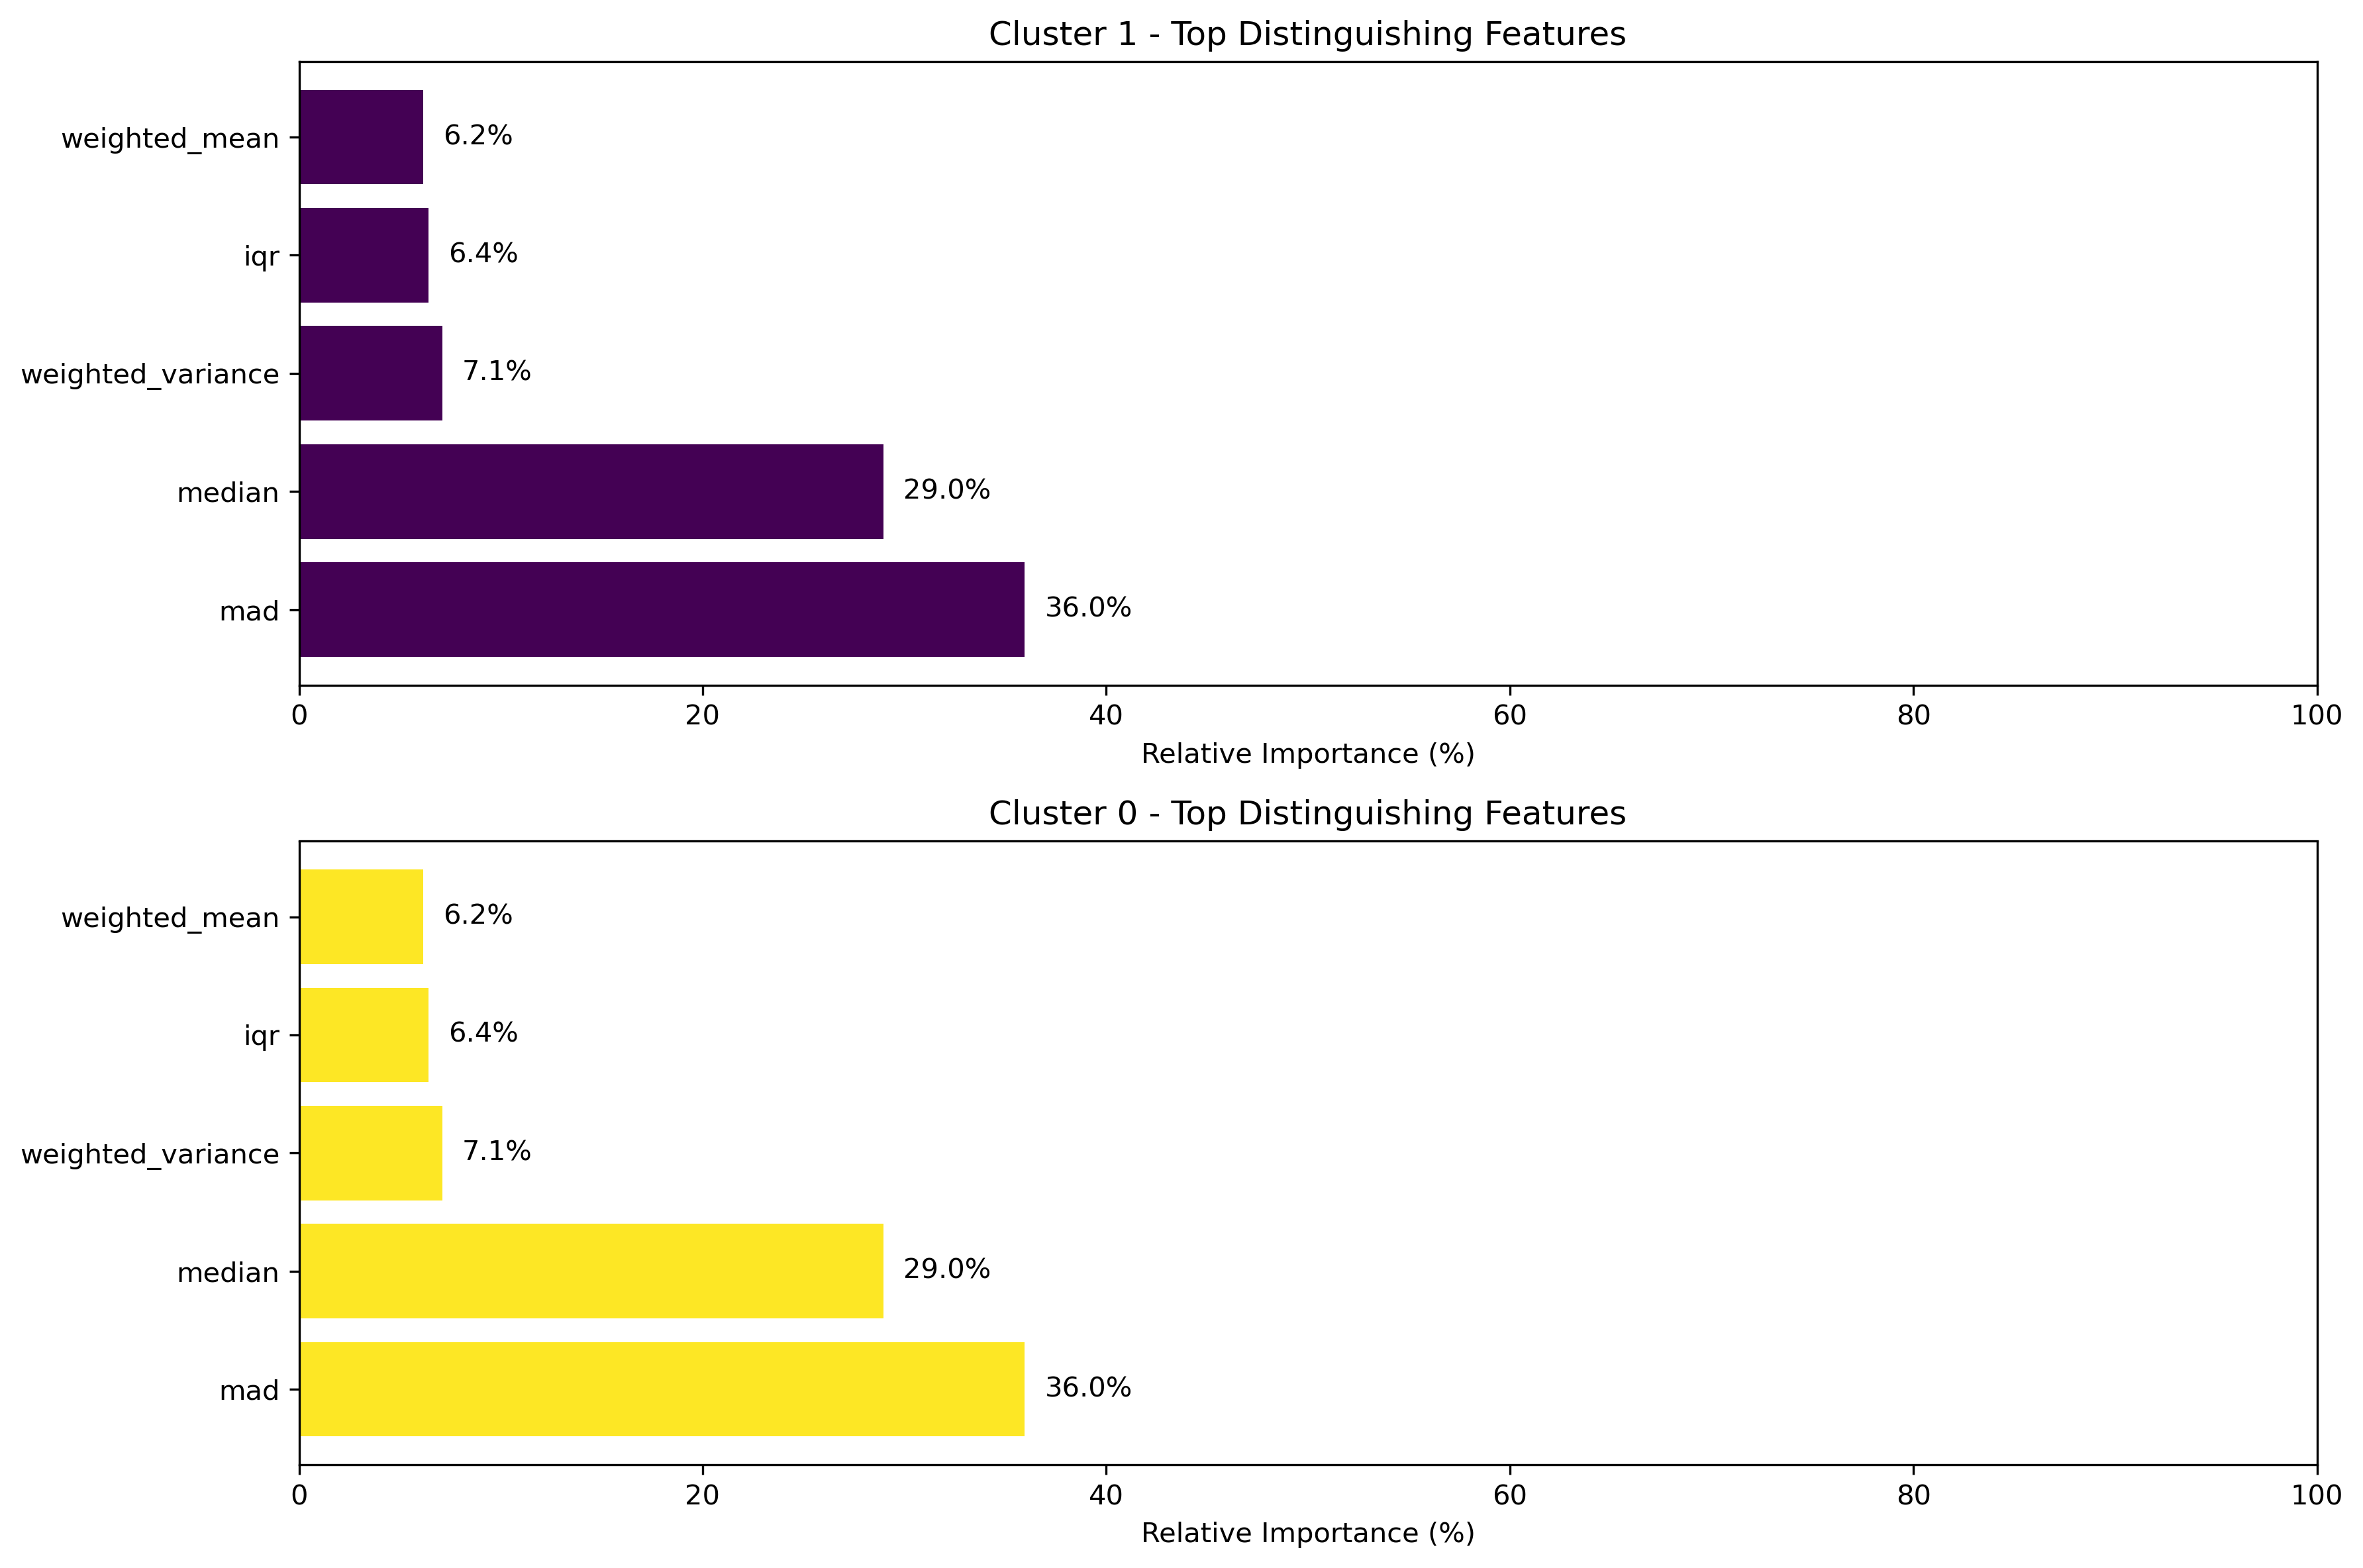 Cluster 1 - Top Distinguishing Features
weighted_mean
6.2%
iqr
6.4%
weighted_variance
7.1%
median
29.0%
mad
36.0%
0 20 40 60 80 100
Relative Importance (%)
Cluster 0 - Top Distinguishing Features
weighted_mean
6.2%
iqr
6.4%
weighted_variance
7.1%
median
29.0%
mad
36.0%
0 20 40 60 80 100
Relative Importance (%)